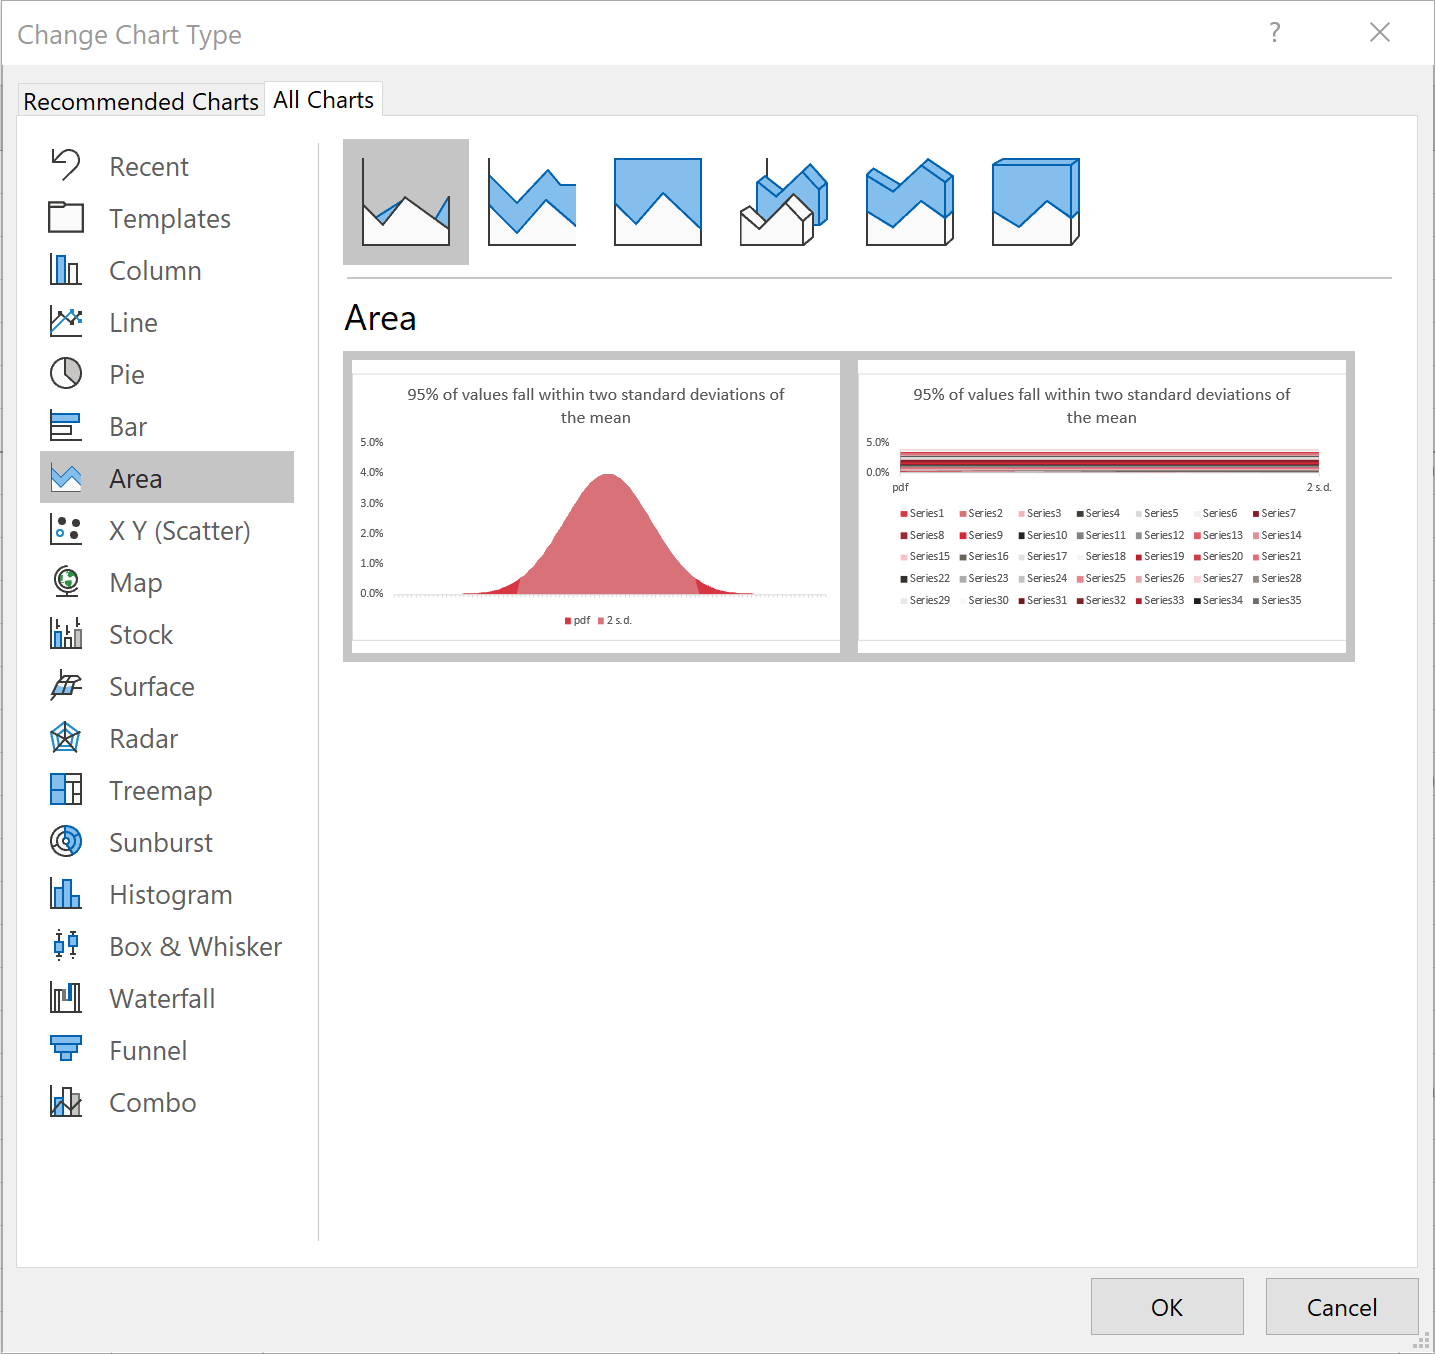 Change Chart Type
?
Recommended Charts
All Charts
Recent
Templates
Column
Line
Pie
Bar
Area
X Y (Scatter)
Map
Stock
Surface
Radar
Treemap
Sunburst
Histogram
Box & Whisker
Waterfall
Funnel
Combo
Area
95% of values fall within two standard deviations of
the mean
5.0%
4.0%
3.0%
2.0%
1.0%
0.0%
pdf 2 s.d.
95% of values fall within two standard deviations of
the mean
5.0%
0.0%
pdf 2 s.d.
Series1 Series2 Series3 Series4 Series5 Series6 Series7
Series8 Series9 Series10 Series11 Series12 Series13 Series14
Series15 Series16 Series17 Series18 Series19 Series20 Series21
Series22 Series23 Series24 Series25 Series26 Series27 Series28
Series29 Series30 Series31 Series32 Series33 Series34 Series35
OK Cancel